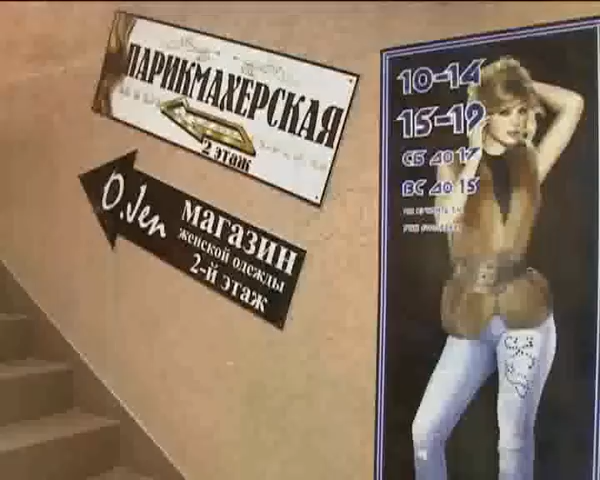 ПАРИКМАХЕРСКАЯ
2 этаж
O.Jen
магазин
женской одежды
2-й этаж
10-14
15-19
СБ до 17
ВС до 15